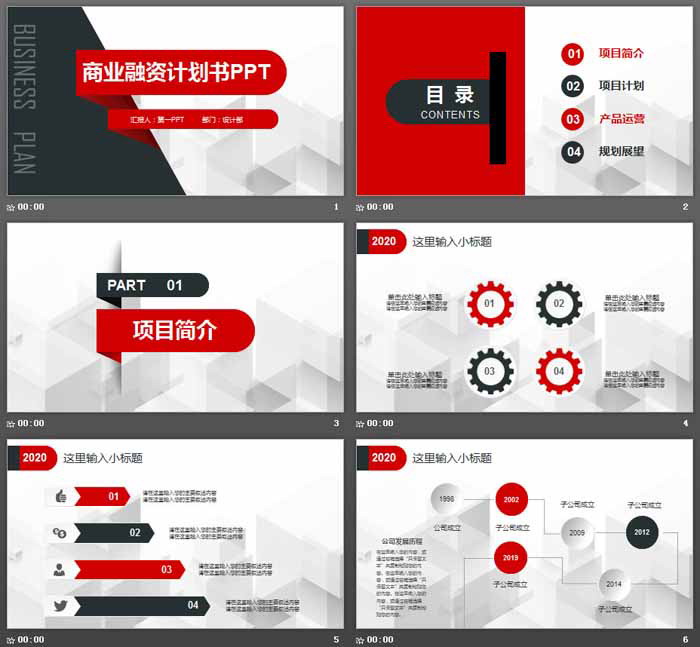 BUSINESS PLAN
商业融资计划书PPT
汇报人：第一PPT 部门：设计部
00:00 1
目 录
CONTENTS
01 项目简介
02 项目计划
03 产品运营
04 规划展望
00:00 2
PART 01
项目简介
00:00 3
2020 这里输入小标题
单击此处输入标题
01
02
单击此处输入标题
单击此处输入标题
03
04
单击此处输入标题
00:00 4
2020 这里输入小标题
01
请在这里输入您的主要叙述内容
请在这里输入您的主要叙述内容
02
请在这里输入您的主要叙述内容
请在这里输入您的主要叙述内容
03
请在这里输入您的主要叙述内容
请在这里输入您的主要叙述内容
04
请在这里输入您的主要叙述内容
请在这里输入您的主要叙述内容
00:00 5
2020 这里输入小标题
1998
公司成立
2002
子公司成立
2009
子公司成立
2012
子公司成立
2019
子公司成立
2014
子公司成立
公司发展历程
00:00 6